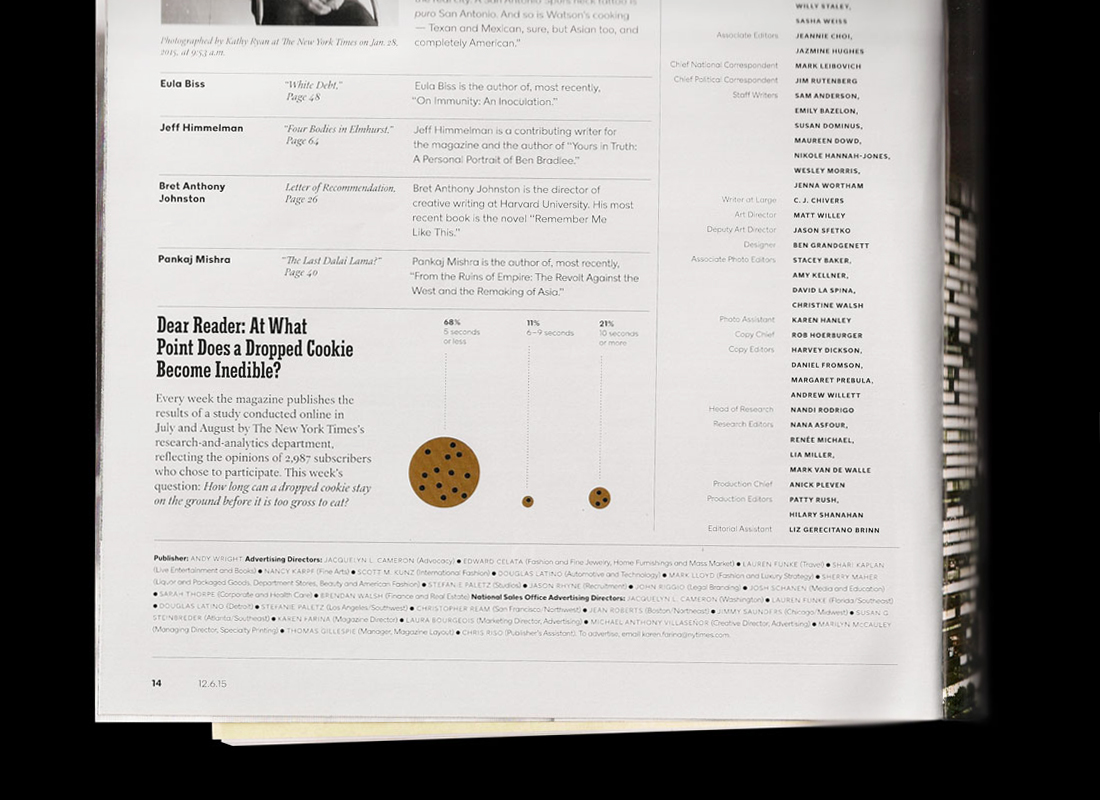 puro San Antonio. And so is Watson's cooking
— Texan and Mexican, sure, but Asian too, and
completely American."
Photographed by Kathy Ryan at The New York Times on Jan. 28,
2015, at 9:53 a.m.
Eula Biss
"White Debt,"
Page 48
Eula Biss is the author of, most recently,
"On Immunity: An Inoculation."
Jeff Himmelman
"Four Bodies in Elmhurst,"
Page 64
Jeff Himmelman is a contributing writer for
the magazine and the author of "Yours in Truth:
A Personal Portrait of Ben Bradlee."
Bret Anthony
Johnston
Letter of Recommendation,
Page 26
Bret Anthony Johnston is the director of
creative writing at Harvard University. His most
recent book is the novel "Remember Me
Like This."
Pankaj Mishra
"The Last Dalai Lama?"
Page 40
Pankaj Mishra is the author of, most recently,
"From the Ruins of Empire: The Revolt Against the
West and the Remaking of Asia."
Dear Reader: At What
Point Does a Dropped Cookie
Become Inedible?
Every week the magazine publishes the
results of a study conducted online in
July and August by The New York Times's
research-and-analytics department,
reflecting the opinions of 2,987 subscribers
who chose to participate. This week's
question: How long can a dropped cookie stay
on the ground before it is too gross to eat?
68%
5 seconds
or less
11%
6–9 seconds
21%
10 seconds
or more
WILLY STALEY,
SASHA WEISS
Associate Editors JEANNIE CHOI,
JAZMINE HUGHES
Chief National Correspondent MARK LEIBOVICH
Chief Political Correspondent JIM RUTENBERG
Staff Writers SAM ANDERSON,
EMILY BAZELON,
SUSAN DOMINUS,
MAUREEN DOWD,
NIKOLE HANNAH-JONES,
WESLEY MORRIS,
JENNA WORTHAM
Writer at Large C. J. CHIVERS
Art Director MATT WILLEY
Deputy Art Director JASON SFETKO
Designer BEN GRANDGENETT
Associate Photo Editors STACEY BAKER,
AMY KELLNER,
DAVID LA SPINA,
CHRISTINE WALSH
Photo Assistant KAREN HANLEY
Copy Chief ROB HOERBURGER
Copy Editors HARVEY DICKSON,
DANIEL FROMSON,
MARGARET PREBULA,
ANDREW WILLETT
Head of Research NANDI RODRIGO
Research Editors NANA ASFOUR,
RENÉE MICHAEL,
LIA MILLER,
MARK VAN DE WALLE
Production Chief ANICK PLEVEN
Production Editors PATTY RUSH,
HILARY SHANAHAN
Editorial Assistant LIZ GERECITANO BRINN
Publisher: ANDY WRIGHT Advertising Directors: JACQUELYN L. CAMERON (Advocacy) ● EDWARD CELATA (Fashion and Fine Jewelry, Home Furnishings and Mass Market) ● LAUREN FUNKE (Travel) ● SHARI KAPLAN
(Live Entertainment and Books) ● NANCY KARPF (Fine Arts) ● SCOTT M. KUNZ (International Fashion) ● DOUGLAS LATINO (Automotive and Technology) ● MARK LLOYD (Fashion and Luxury Strategy) ● SHERRY MAHER
(Liquor and Packaged Goods, Department Stores, Beauty and American Fashion) ● STEFANIE PALETZ (Studios) ● JASON RHYNE (Recruitment) ● JOHN RIGGIO (Legal Branding) ● JOSH SCHANEN (Media and Education)
● SARAH THORPE (Corporate and Health Care) ● BRENDAN WALSH (Finance and Real Estate) National Sales Office Advertising Directors: JACQUELYN L. CAMERON (Washington) ● LAUREN FUNKE (Florida/Southeast)
● DOUGLAS LATINO (Detroit) ● STEFANIE PALETZ (Los Angeles/Southwest) ● CHRISTOPHER REAM (San Francisco/Northwest) ● JEAN ROBERTS (Boston/Northeast) ● JIMMY SAUNDERS (Chicago/Midwest) ● SUSAN G.
STEINBREDER (Atlanta/Southeast) ● KAREN FARINA (Magazine Director) ● LAURA BOURGEOIS (Marketing Director, Advertising) ● MICHAEL ANTHONY VILLASEÑOR (Creative Director, Advertising) ● MARILYN McCAULEY
(Managing Director, Specialty Printing) ● THOMAS GILLESPIE (Manager, Magazine Layout) ● CHRIS RISO (Publisher's Assistant). To advertise, email karen.farina@nytimes.com.
14
12.6.15